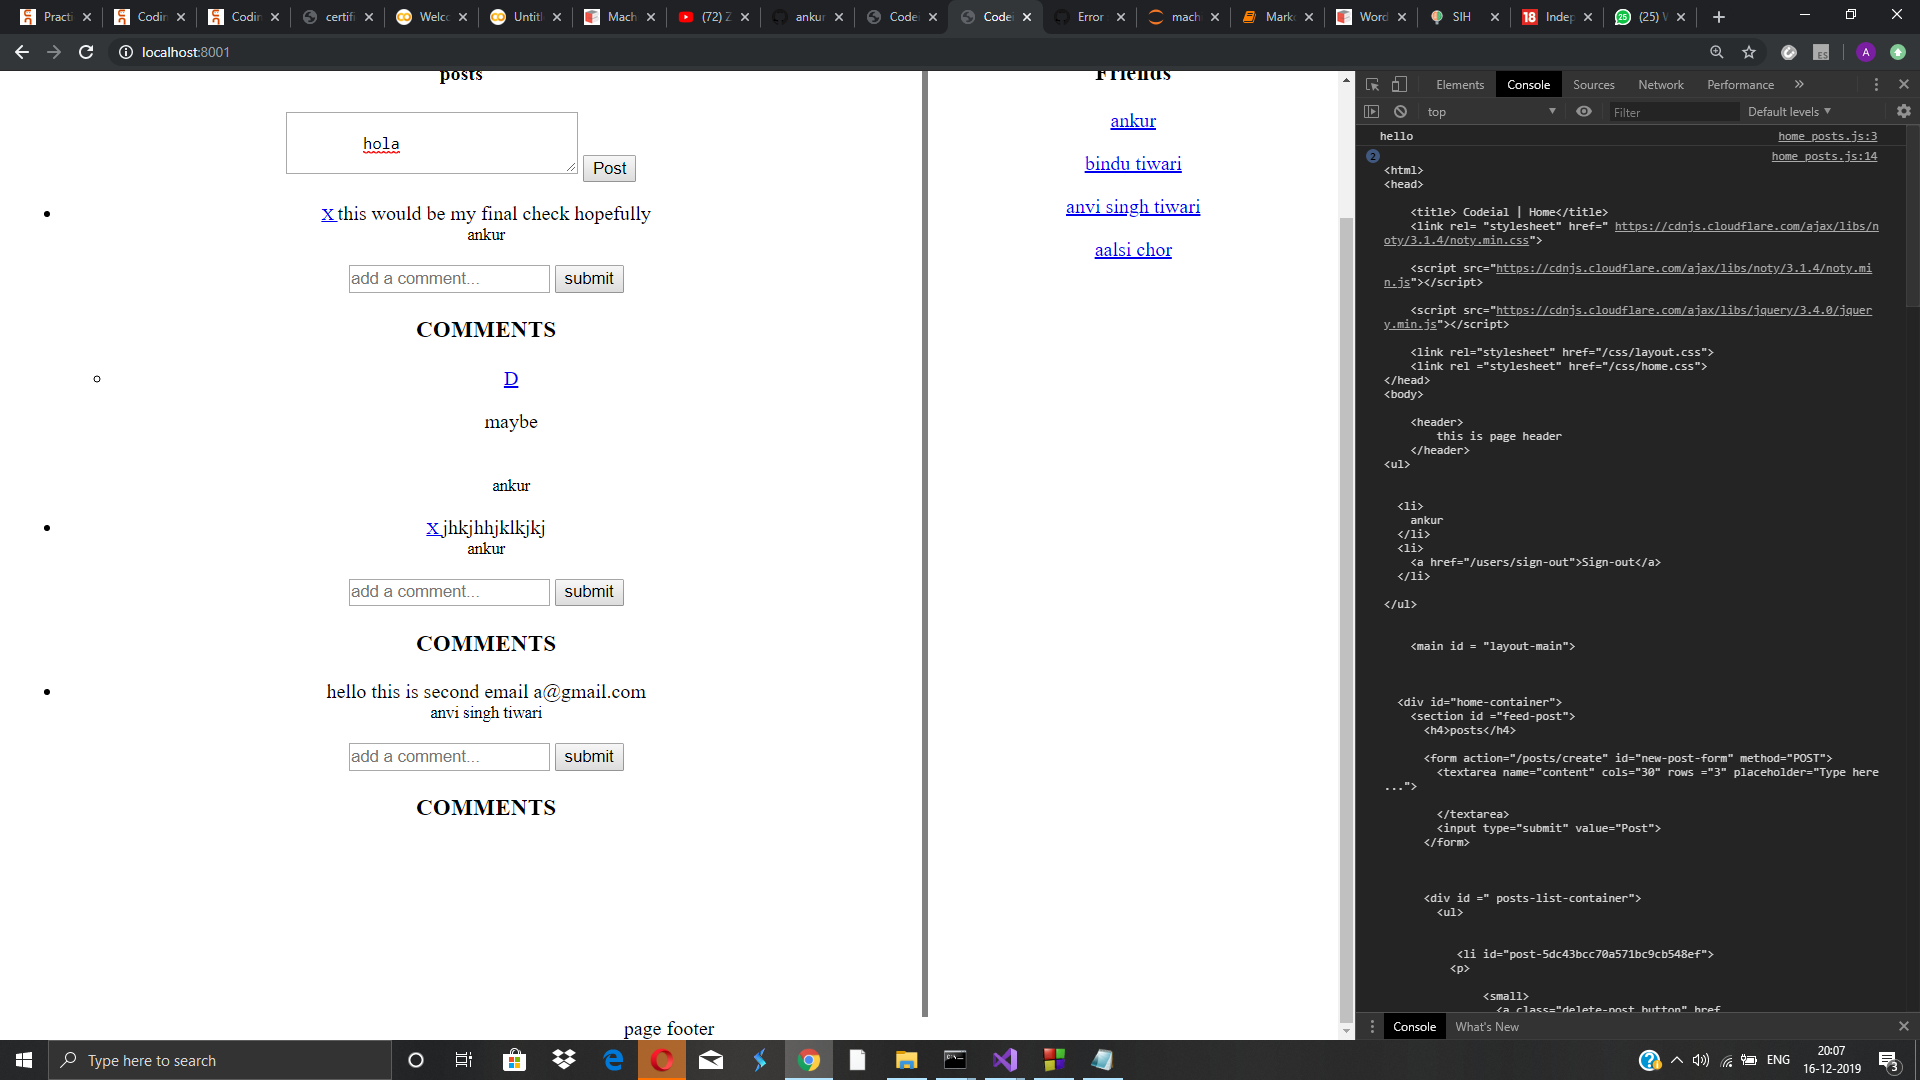 Practi
Codin
Codin
certifi
Welco
Untitl
Mach
(72) Z
ankur
Codei
Codei
Error
mach
Marke
Word
SIH
18 Indep
25 (25) W
localhost:8001
A
posts
hola
Post
X this would be my final check hopefully
ankur
add a comment...
submit
COMMENTS
D
maybe
ankur
X jhkjhhjklkjkj
ankur
add a comment...
submit
COMMENTS
hello this is second email a@gmail.com
anvi singh tiwari
add a comment...
submit
COMMENTS
Friends
ankur
bindu tiwari
anvi singh tiwari
aalsi chor
page footer
Elements Console Sources Network Performance
top Filter Default levels
hello home_posts.js:3
2 home_posts.js:14
<html>
<head>
<title> Codeial | Home</title>
<link rel= "stylesheet" href=" https://cdnjs.cloudflare.com/ajax/libs/n
oty/3.1.4/noty.min.css">
<script src="https://cdnjs.cloudflare.com/ajax/libs/noty/3.1.4/noty.mi
n.js"></script>
<script src="https://cdnjs.cloudflare.com/ajax/libs/jquery/3.4.0/jquer
y.min.js"></script>
<link rel="stylesheet" href="/css/layout.css">
<link rel ="stylesheet" href="/css/home.css">
</head>
<body>
<header>
this is page header
</header>
<ul>
<li>
ankur
</li>
<li>
<a href="/users/sign-out">Sign-out</a>
</li>
</ul>
<main id = "layout-main">
<div id="home-container">
<section id ="feed-post">
<h4>posts</h4>
<form action="/posts/create" id="new-post-form" method="POST">
<textarea name="content" cols="30" rows ="3" placeholder="Type here
...">
</textarea>
<input type="submit" value="Post">
</form>
<div id =" posts-list-container">
<ul>
<li id="post-5dc43bcc70a571bc9cb548ef">
<p>
<small>
<a class="delete-post button" href
Console What's New
Type here to search
ENG
20:07
16-12-2019
3